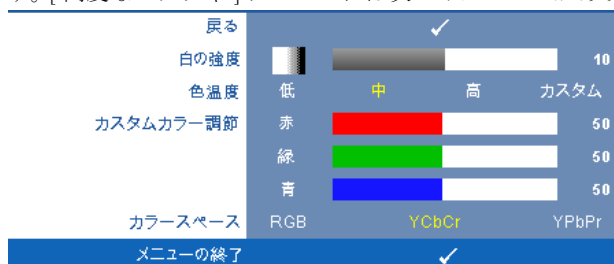 戻る
白の強度 10
色温度 低 中 高 カスタム
カスタムカラー調節 赤 50
緑 50
青 50
カラースペース RGB YCbCr YPbPr
メニューの終了